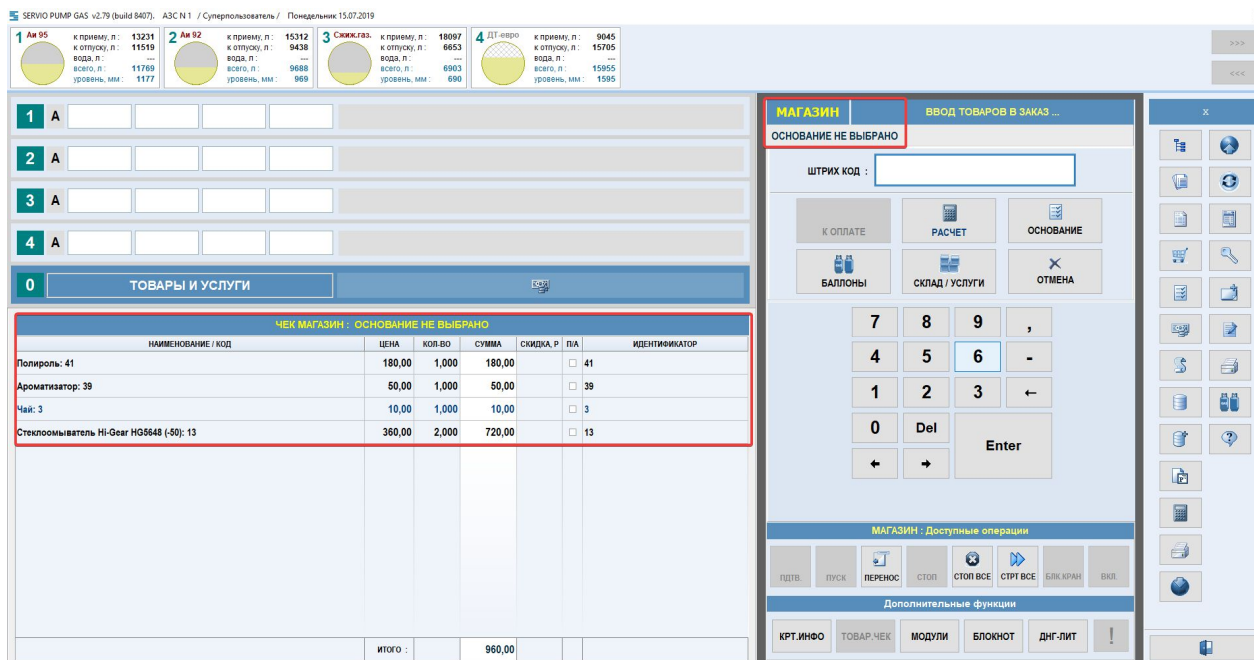 SERVIO PUMP GAS v2.79 (build 8407). АЗС N 1 / Суперпользователь / Понедельник 15.07.2019
1 Аи 95
к приему, л : 13231
к отпуску, л : 11519
вода, л : ---
всего, л : 11769
уровень, мм : 1177
2 Аи 92
к приему, л : 15312
к отпуску, л : 9438
вода, л : ---
всего, л : 9688
уровень, мм : 969
3 Сжиж.газ.
к приему, л : 18097
к отпуску, л : 6653
вода, л : ---
всего, л : 6903
уровень, мм : 690
4 ДТ-евро
к приему, л : 9045
к отпуску, л : 15705
вода, л : ---
всего, л : 15955
уровень, мм : 1595
>>>
<<<
1 А
2 А
3 А
4 А
0 ТОВАРЫ И УСЛУГИ
ЧЕК МАГАЗИН : ОСНОВАНИЕ НЕ ВЫБРАНО
НАИМЕНОВАНИЕ / КОД ЦЕНА КОЛ-ВО СУММА СКИДКА, Р П/А ИДЕНТИФИКАТОР
Полироль: 41 180,00 1,000 180,00 41
Ароматизатор: 39 50,00 1,000 50,00 39
Чай: 3 10,00 1,000 10,00 3
Стеклоомыватель Hi-Gear HG5648 (-50): 13 360,00 2,000 720,00 13
ИТОГО : 960,00
МАГАЗИН ВВОД ТОВАРОВ В ЗАКАЗ ...
ОСНОВАНИЕ НЕ ВЫБРАНО
ШТРИХ КОД :
К ОПЛАТЕ РАСЧЕТ ОСНОВАНИЕ
БАЛЛОНЫ СКЛАД / УСЛУГИ ОТМЕНА
7 8 9 ,
4 5 6 -
1 2 3 ←
0 Del Enter
← →
МАГАЗИН : Доступные операции
ПДТВ. ПУСК ПЕРЕНОС СТОП СТОП ВСЕ СТРТ ВСЕ БЛК.КРАН ВКЛ.
Дополнительные функции
КРТ.ИНФО ТОВАР.ЧЕК МОДУЛИ БЛОКНОТ ДНГ-ЛИТ !
x